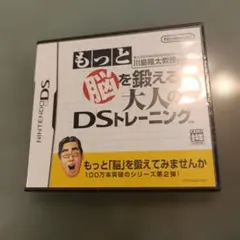 Nintendo
川島隆太教授の
もっと
脳を鍛える
大人の
DSトレーニング
NINTENDO DS
もっと「脳」を鍛えてみませんか
100万本突破のシリーズ第2弾!